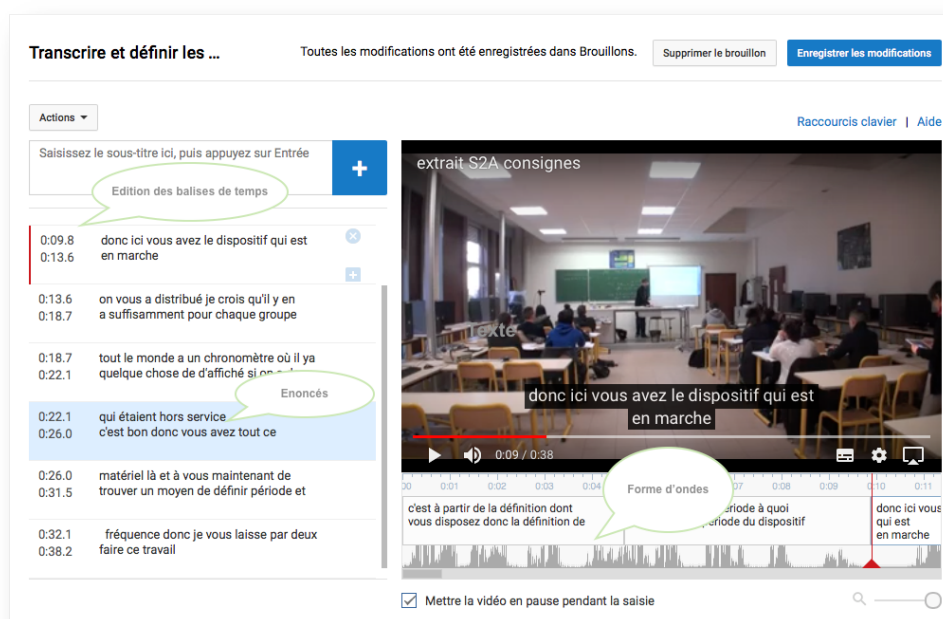 Transcrire et définir les ...
Toutes les modifications ont été enregistrées dans Brouillons.
Supprimer le brouillon
Enregistrer les modifications
Actions
Raccourcis clavier | Aide
Saisissez le sous-titre ici, puis appuyez sur Entrée
+
Edition des balises de temps
0:09.8 donc ici vous avez le dispositif qui est
0:13.6 en marche
0:13.6 on vous a distribué je crois qu'il y en
0:18.7 a suffisamment pour chaque groupe
0:18.7 tout le monde a un chronomètre où il ya
0:22.1 quelque chose de d'affiché si
Enoncés
0:22.1 qui étaient hors service
0:26.0 c'est bon donc vous avez tout ce
0:26.0 matériel là et à vous maintenant de
0:31.5 trouver un moyen de définir période et
0:32.1 fréquence donc je vous laisse par deux
0:38.2 faire ce travail
extrait S2A consignes
Texte
donc ici vous avez le dispositif qui est
en marche
0:09 / 0:38
00 0:01 0:02 0:03 0:04 0:07 0:08 0:09 0:10 0:11
Forme d'ondes
c'est à partir de la définition dont
vous disposez donc la définition de
période à quoi
période du dispositif
donc ici vous
qui est
en marche
Mettre la vidéo en pause pendant la saisie